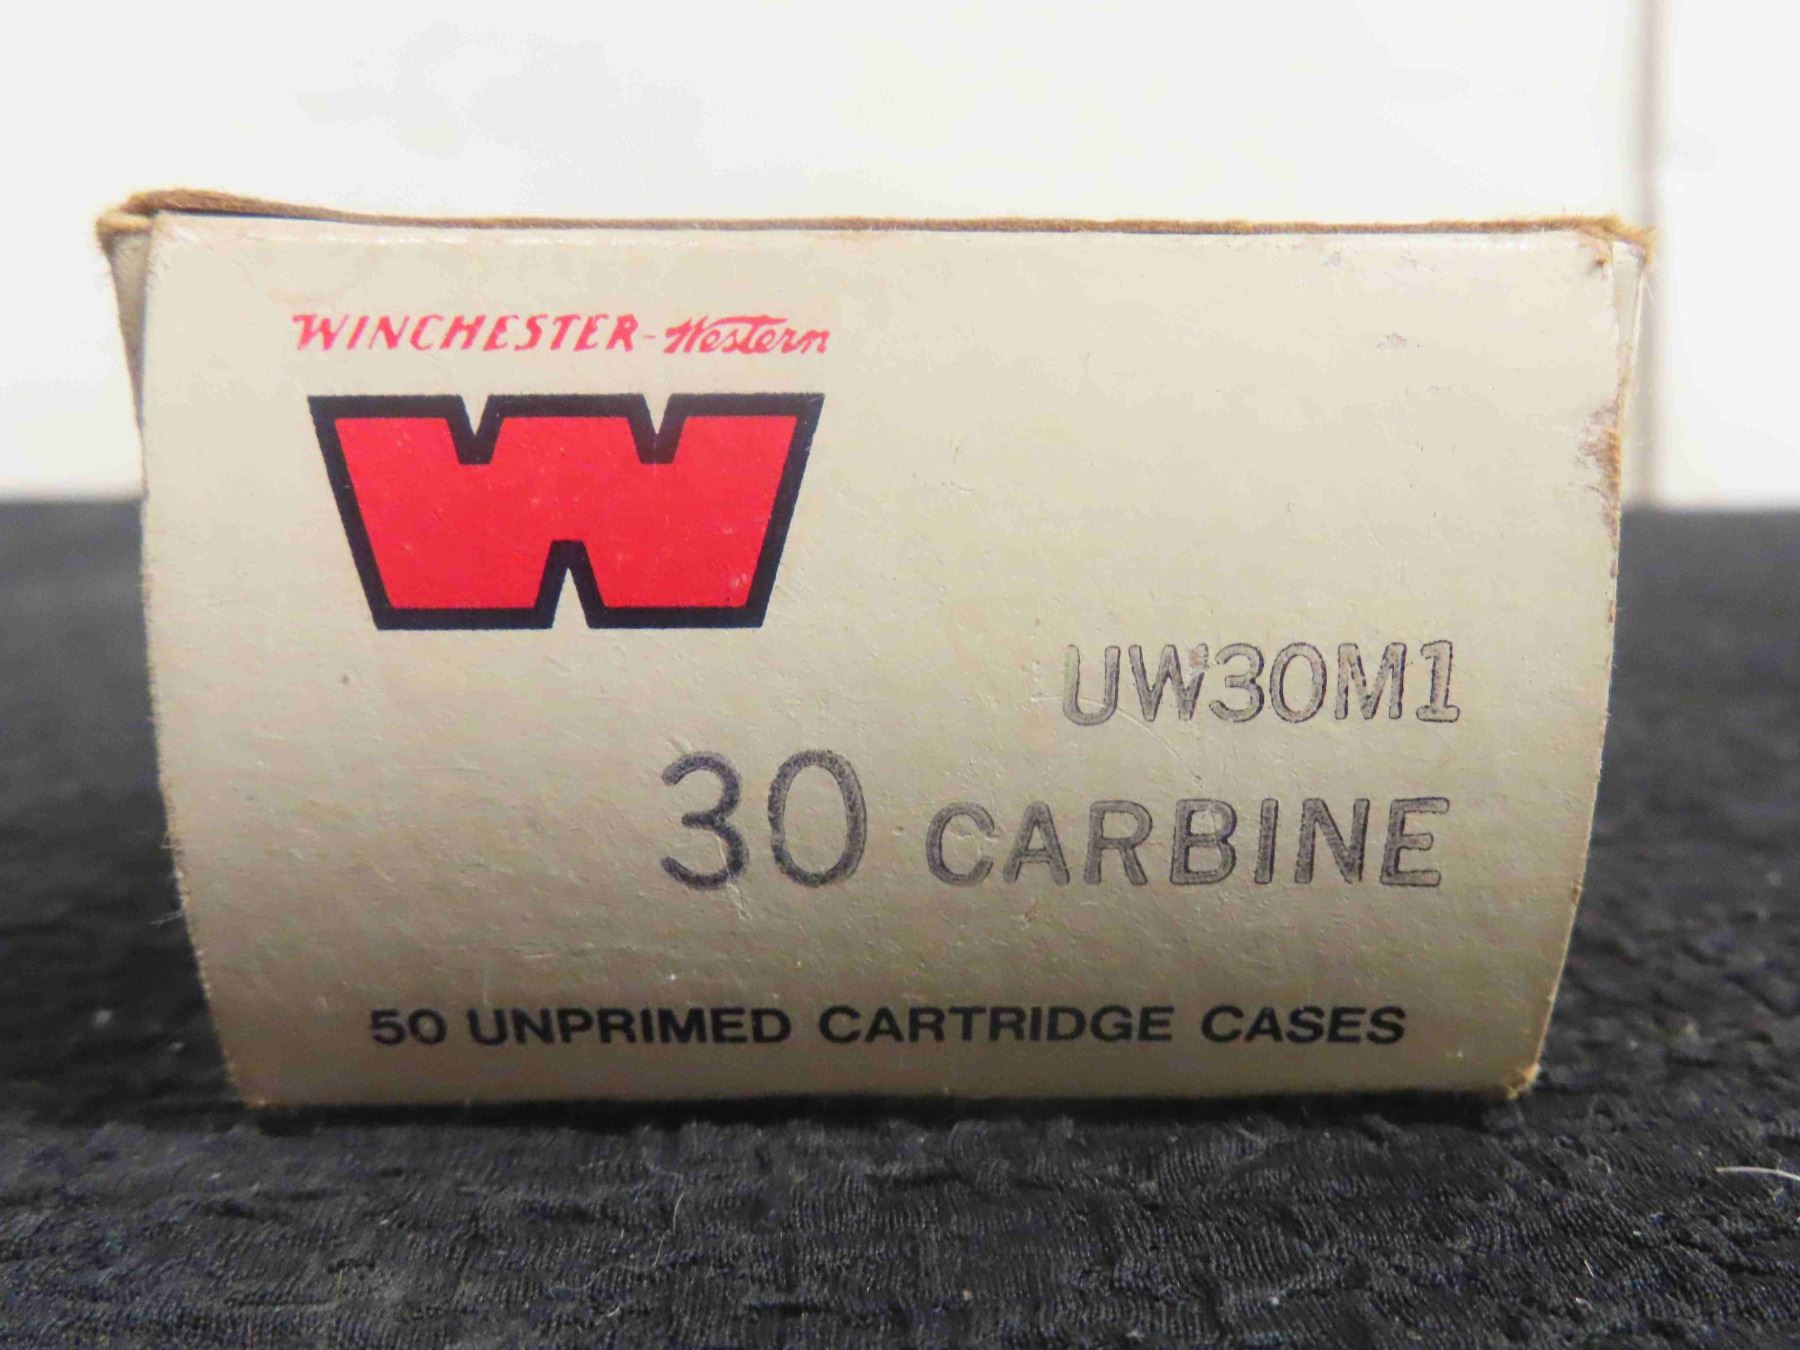 WINCHESTER-Western
W
UW30M1
30 CARBINE
50 UNPRIMED CARTRIDGE CASES